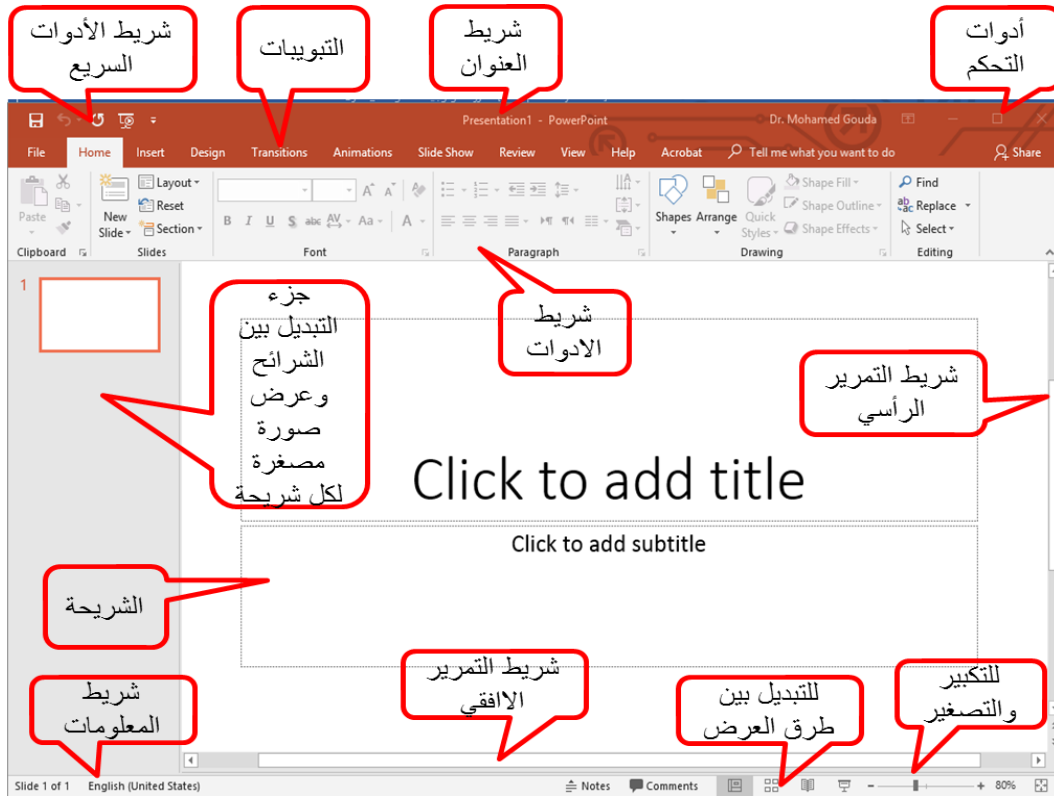 شريط الأدوات
السريع
التبويبات
شريط
العنوان
أدوات
التحكم
Presentation1 - PowerPoint
Dr. Mohamed Gouda
File Home Insert Design Transitions Animations Slide Show Review View Help Acrobat Tell me what you want to do Share
Paste
Clipboard
New
Slide
Layout
Reset
Section
Slides
B I U S abc AV Aa A
Font
Paragraph
Shapes Arrange Quick
Styles
Shape Fill
Shape Outline
Shape Effects
Drawing
Find
Replace
Select
Editing
1
جزء
التبديل بين
الشرائح
وعرض
صورة
مصغرة
لكل شريحة
شريط
الادوات
شريط التمرير
الرأسي
Click to add title
Click to add subtitle
الشريحة
شريط
المعلومات
شريط التمرير
الاافقي
للتبديل بين
طرق العرض
للتكبير
والتصغير
Slide 1 of 1 English (United States) Notes Comments - + 80%